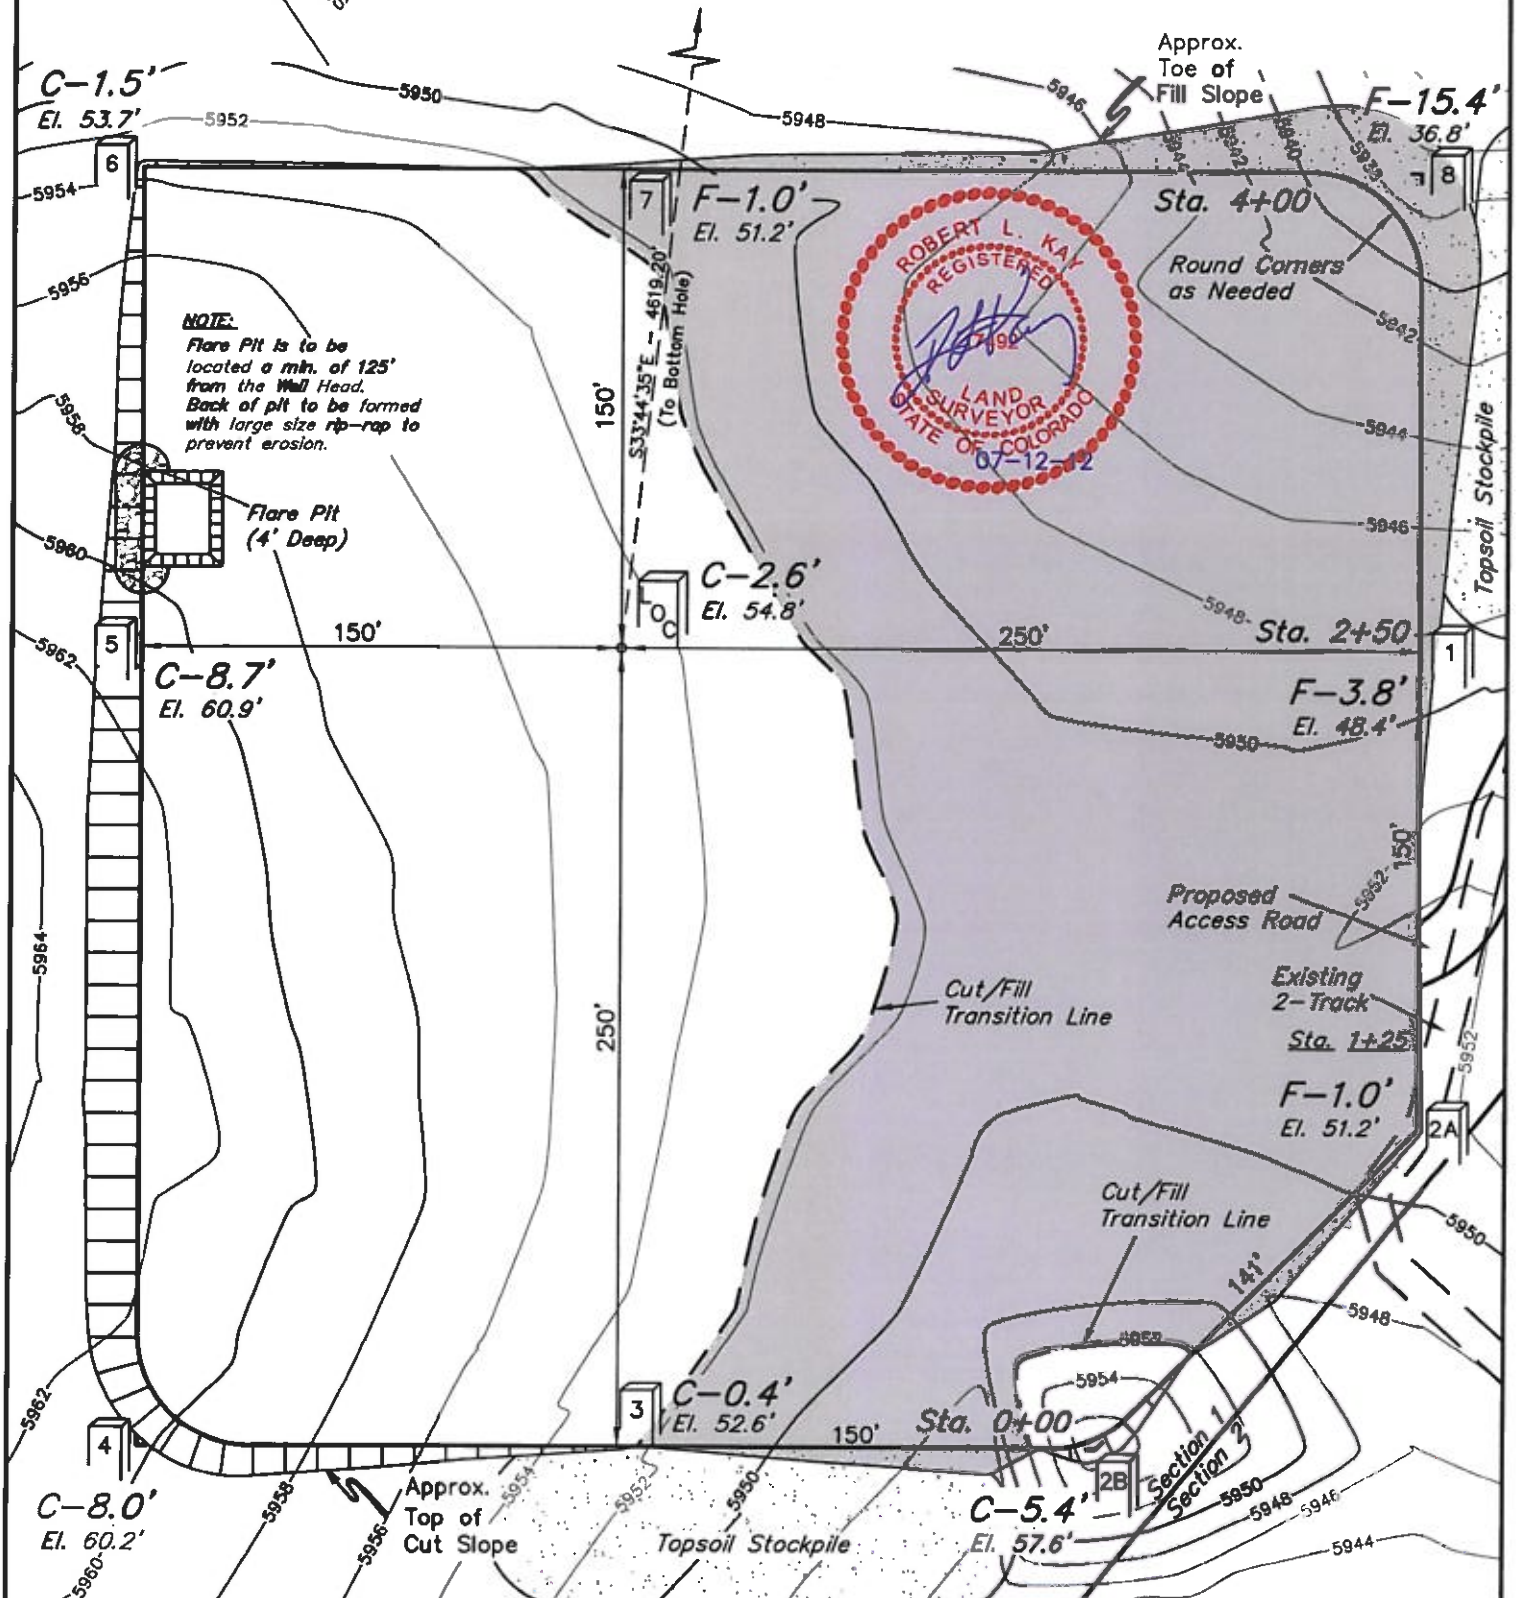 C-1.5'
El. 53.7'
6
5950
5952
5948
5946
Approx.
Toe of
Fill Slope
F-15.4'
El. 36.8'
8
5944
5942
5940
5938
5954
7
F-1.0'
El. 51.2'
Sta. 4+00
Round Corners
as Needed
ROBERT L. KAY
REGISTERED
LAND
SURVEYOR
STATE OF COLORADO
07-12-12
5956
NOTE:
Flare Pit is to be
located a min. of 125'
from the Well Head.
Back of pit to be formed
with large size rip-rap to
prevent erosion.
150'
S33°44'35"E - 4619.20'
(To Bottom Hole)
5942
5944
5958
Topsoil Stockpile
Flare Pit
(4' Deep)
5960
5946
LOC
C-2.6'
El. 54.8'
5948
5
5962
150'
250'
Sta. 2+50
1
C-8.7'
El. 60.9'
F-3.8'
El. 48.4'
5950
150'
5952
Proposed
Access Road
5964
Existing
2-Track
Cut/Fill
Transition Line
250'
Sta. 1+25
5952
F-1.0'
El. 51.2'
2A
Cut/Fill
Transition Line
5950
141'
5948
5952
5954
5962
3
C-0.4'
El. 52.6'
150'
Sta. 0+00
4
C-8.0'
El. 60.2'
5960
5958
5956
Approx.
Top of
Cut Slope
5954
5952
5950
Topsoil Stockpile
2B
C-5.4'
El. 57.6'
Section 1
Section 2
5950
5948
5946
5944